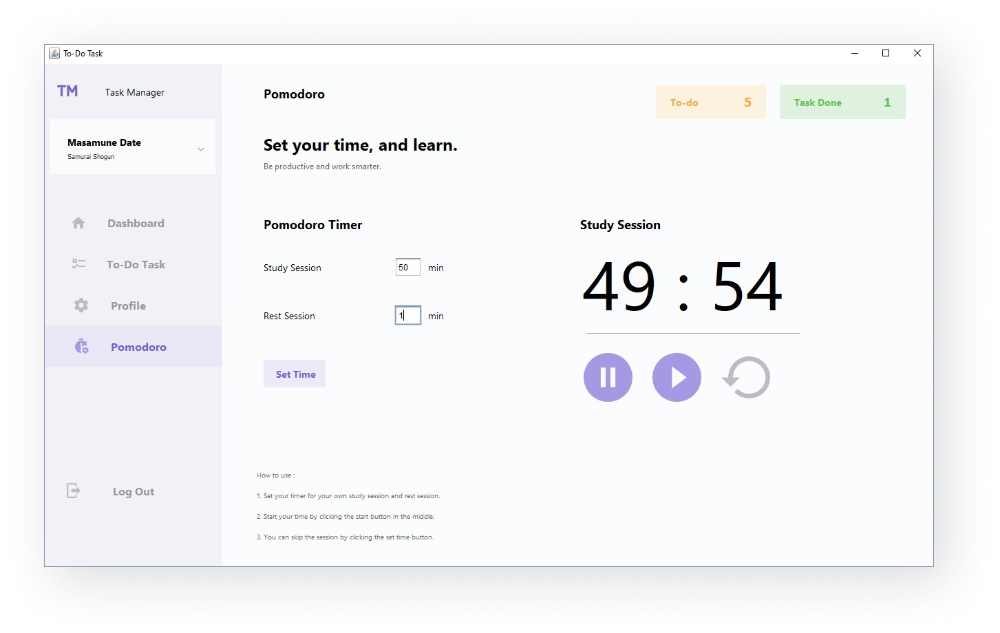 To-Do Task
TM Task Manager
Masamune Date
Samurai Shogun
Dashboard
To-Do Task
Profile
Pomodoro
Log Out
Pomodoro
To-do 5
Task Done 1
Set your time, and learn.
Be productive and work smarter.
Pomodoro Timer
Study Session 50 min
Rest Session 1 min
Set Time
Study Session
49 : 54
How to use :
1. Set your timer for your own study session and rest session.
2. Start your time by clicking the start button in the middle.
3. You can skip the session by clicking the set time button.